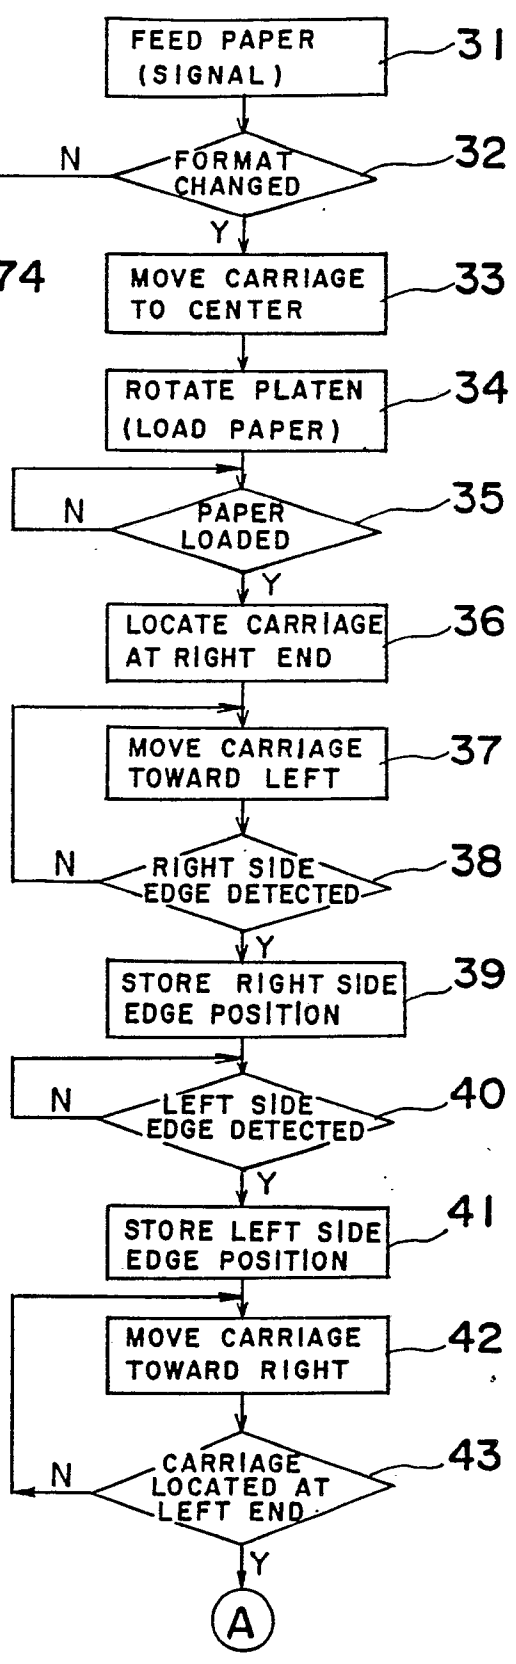 FEED PAPER
(SIGNAL)
31
N
FORMAT
CHANGED
32
Y
74
MOVE CARRIAGE
TO CENTER
33
ROTATE PLATEN
(LOAD PAPER)
34
N
PAPER
LOADED
35
Y
LOCATE CARRIAGE
AT RIGHT END
36
MOVE CARRIAGE
TOWARD LEFT
37
N
RIGHT SIDE
EDGE DETECTED
38
Y
STORE RIGHT SIDE
EDGE POSITION
39
N
LEFT SIDE
EDGE DETECTED
40
Y
STORE LEFT SIDE
EDGE POSITION
41
MOVE CARRIAGE
TOWARD RIGHT
42
N
CARRIAGE
LOCATED AT
LEFT END
43
Y
A